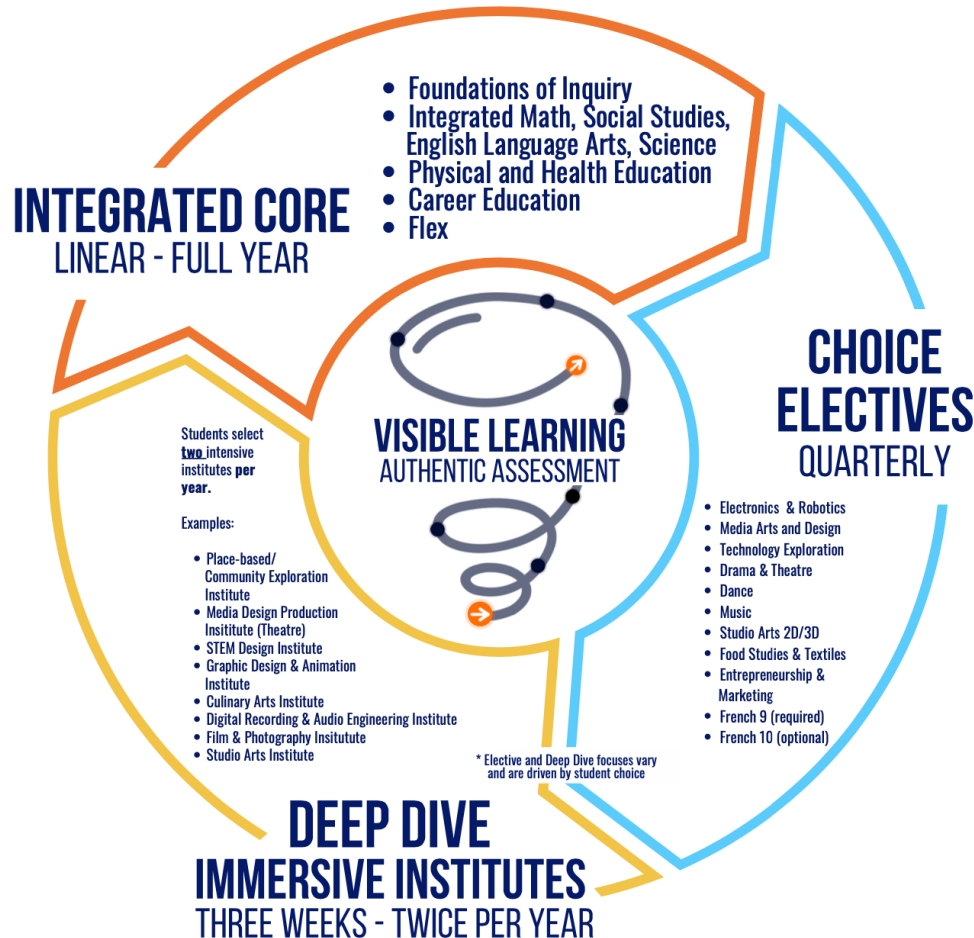 • Foundations of Inquiry
• Integrated Math, Social Studies,
English Language Arts, Science
• Physical and Health Education
• Career Education
• Flex
INTEGRATED CORE
LINEAR - FULL YEAR
CHOICE
ELECTIVES
QUARTERLY
• Electronics & Robotics
• Media Arts and Design
• Technology Exploration
• Drama & Theatre
• Dance
• Music
• Studio Arts 2D/3D
• Food Studies & Textiles
• Entrepreneurship &
Marketing
• French 9 (required)
• French 10 (optional)
VISIBLE LEARNING
AUTHENTIC ASSESSMENT
Students select
two intensive
institutes per
year.
Examples:
• Place-based/
Community Exploration
Institute
• Media Design Production
Insititute (Theatre)
• STEM Design Institute
• Graphic Design & Animation
Institute
• Culinary Arts Institute
• Digital Recording & Audio Engineering Institute
• Film & Photography Insitutute
• Studio Arts Institute
* Elective and Deep Dive focuses vary
and are driven by student choice
DEEP DIVE
IMMERSIVE INSTITUTES
THREE WEEKS - TWICE PER YEAR